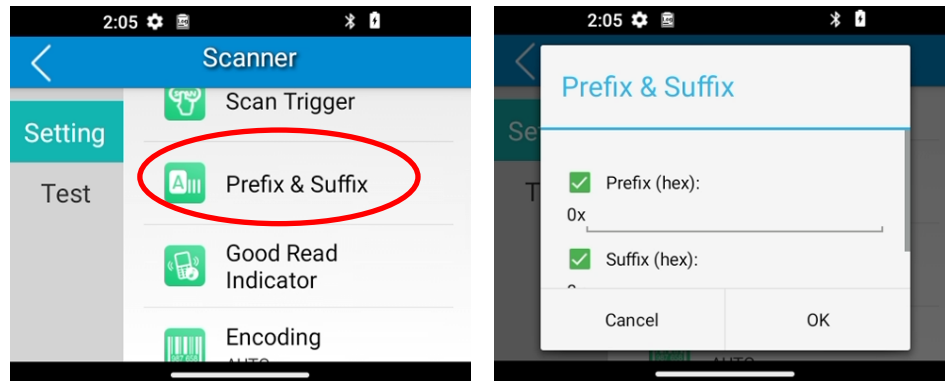 2:05
Scanner
Setting
Test
Scan Trigger
Prefix & Suffix
Good Read
Indicator
Encoding
AUTO
2:05
Prefix & Suffix
Prefix (hex):
0x
Suffix (hex):
Cancel
OK